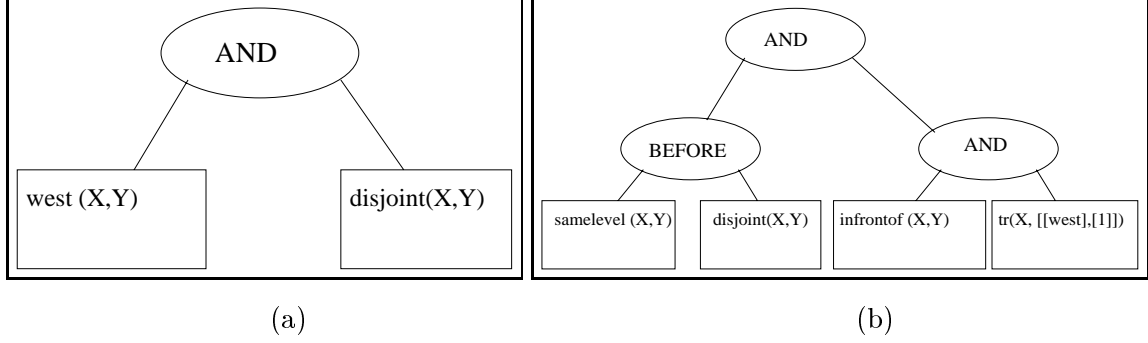 AND
west (X,Y)
disjoint(X,Y)
(a)
AND
BEFORE
AND
samelevel (X,Y)
disjoint(X,Y)
infrontof (X,Y)
tr(X, [[west],[1]])
(b)